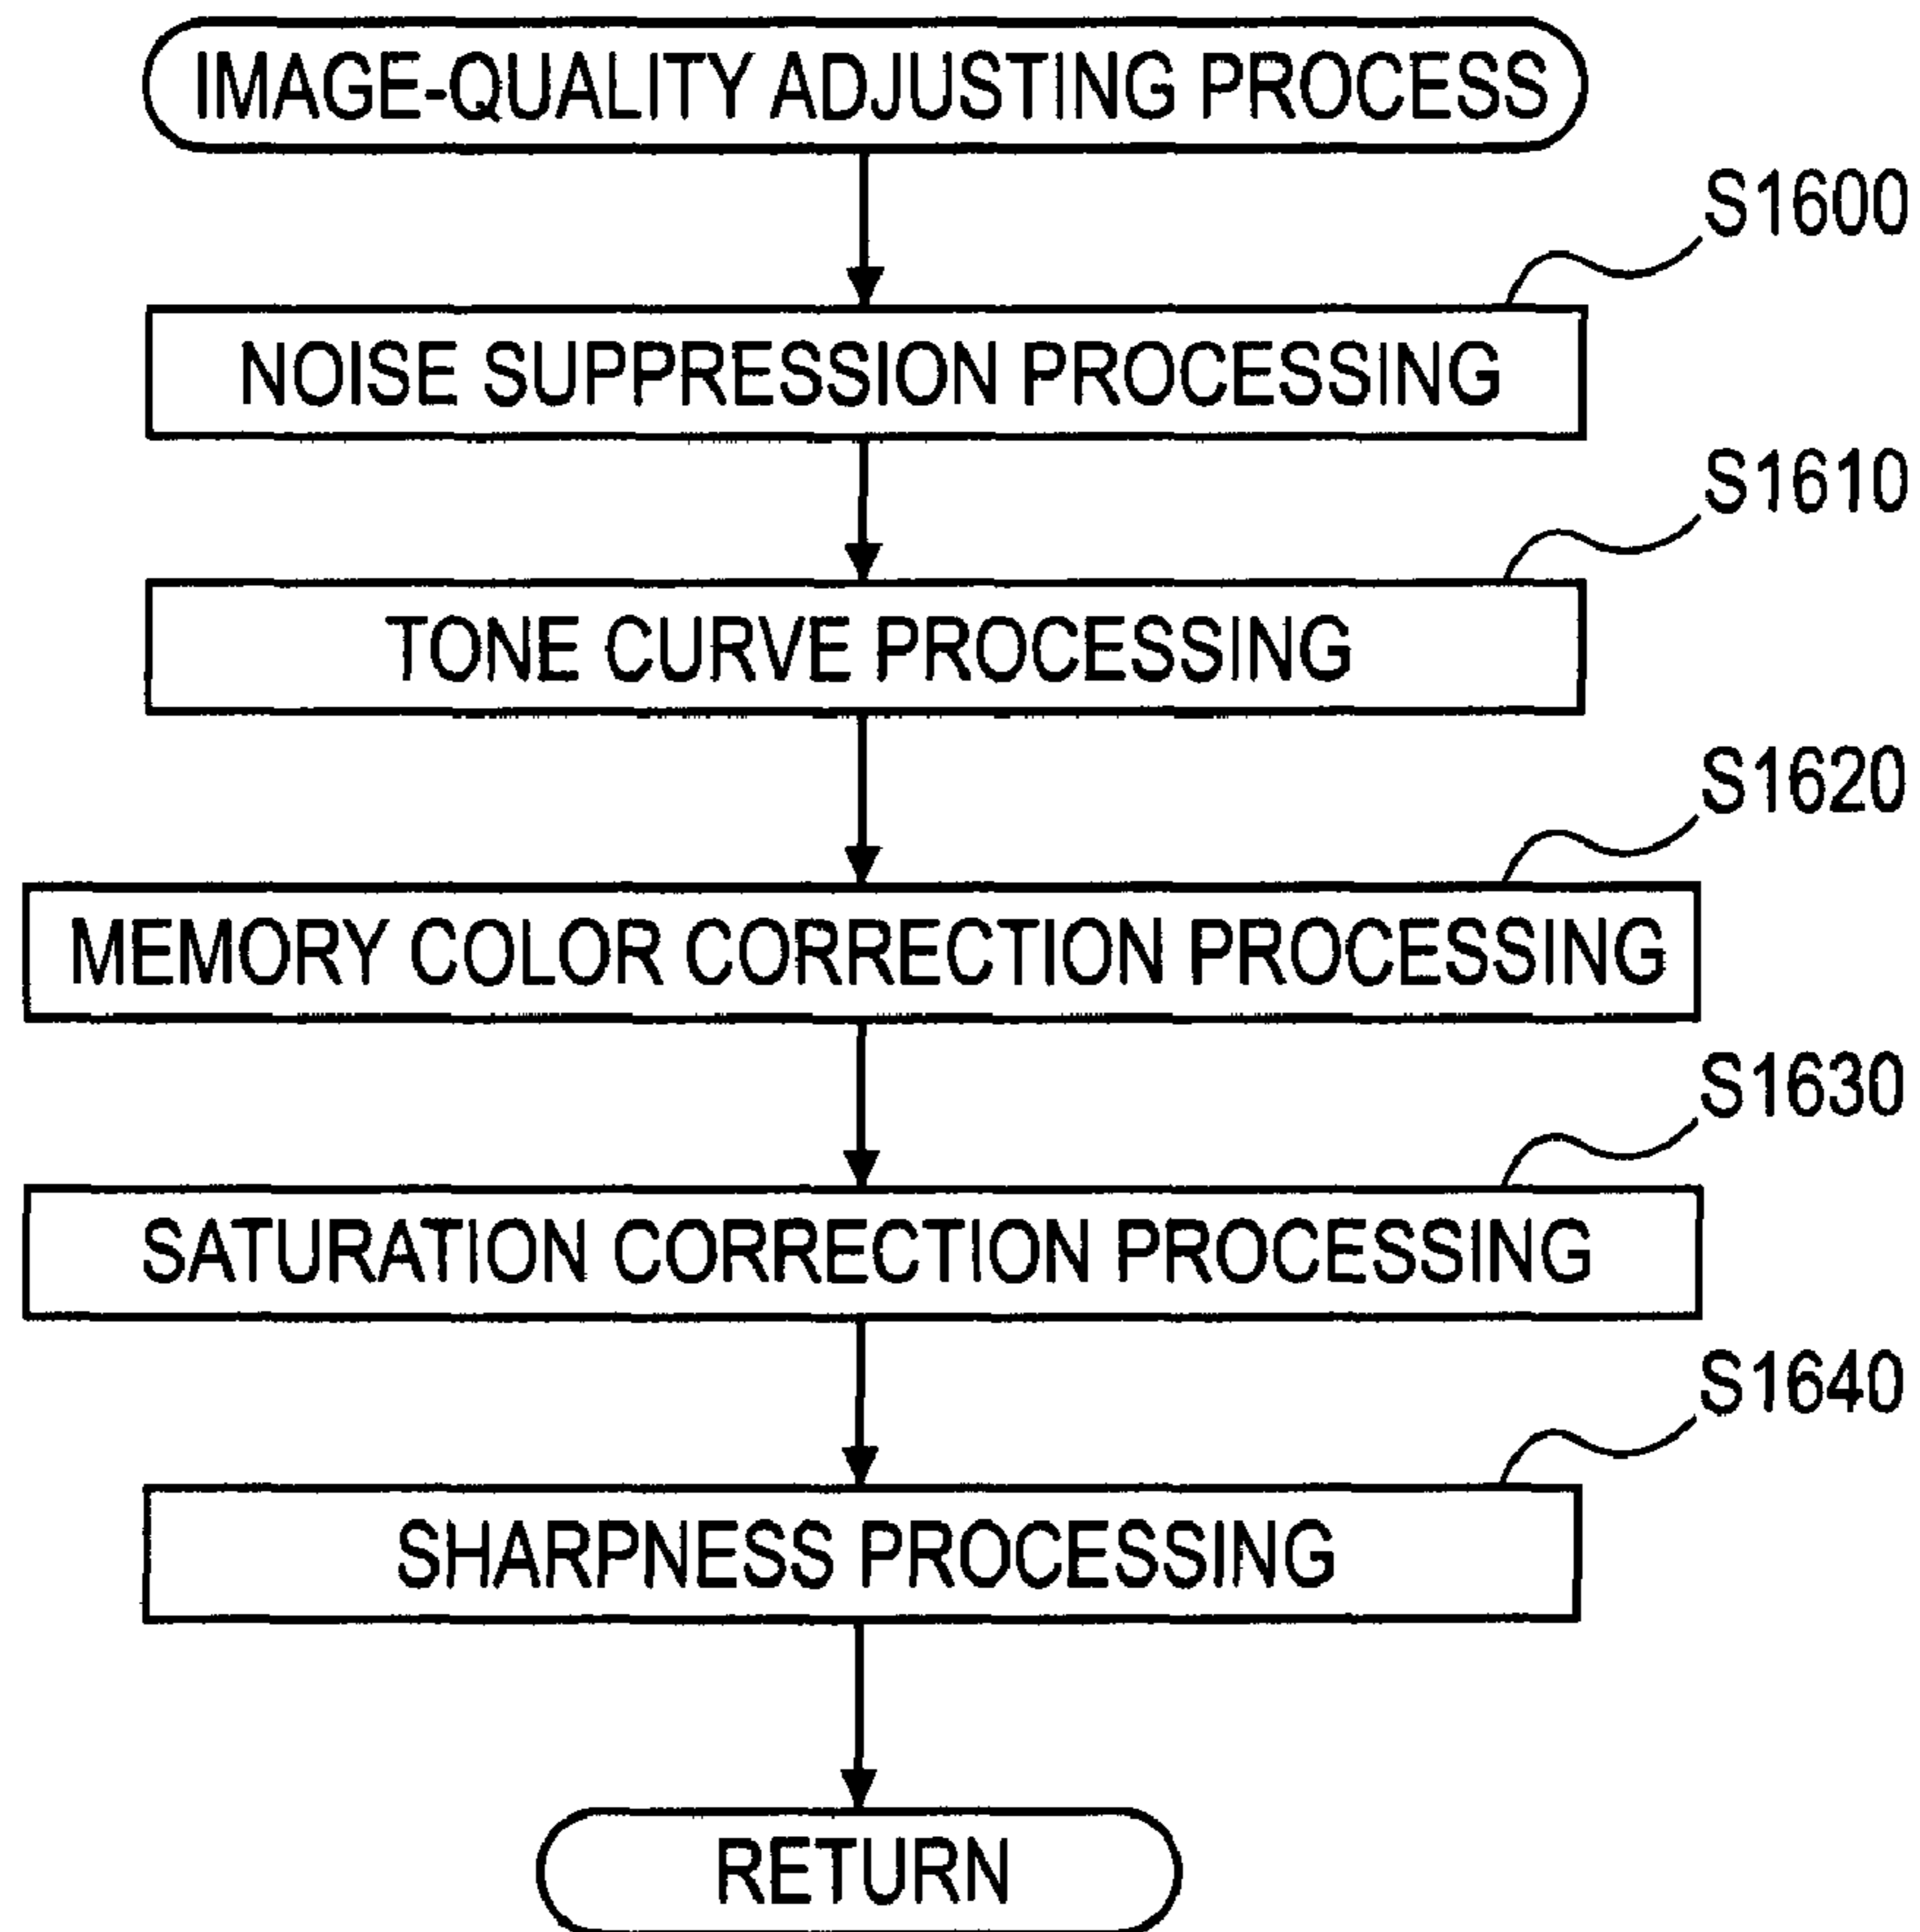 IMAGE-QUALITY ADJUSTING PROCESS
S1600
NOISE SUPPRESSION PROCESSING
S1610
TONE CURVE PROCESSING
S1620
MEMORY COLOR CORRECTION PROCESSING
S1630
SATURATION CORRECTION PROCESSING
S1640
SHARPNESS PROCESSING
RETURN